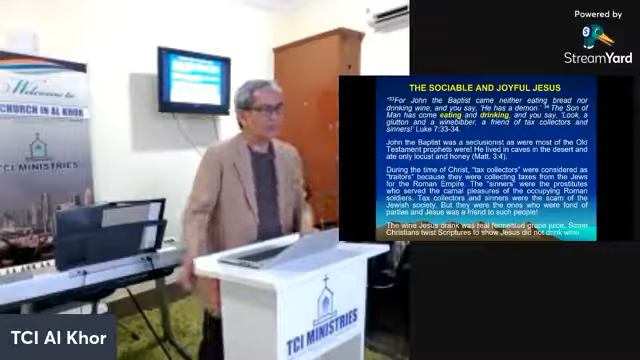 Powered by
StreamYard
Welcome to
CHURCH IN AL KHOR
TCI MINISTRIES
THE SOCIABLE AND JOYFUL JESUS
"³³For John the Baptist came neither eating bread nor
drinking wine, and you say, 'He has a demon.' ³⁴The Son of
Man has come eating and drinking, and you say, 'Look, a
glutton and a winebibber, a friend of tax collectors and
sinners!' Luke 7:33-34.
John the Baptist was a seclusionist as were most of the Old
Testament prophets were! He lived in caves in the desert and
ate only locust and honey (Matt. 3:4).
During the time of Christ, "tax collectors" were considered as
"traitors" because they were collecting taxes from the Jews
for the Roman Empire. The "sinners" were the prostitutes
who served the carnal pleasures of the occupying Roman
soldiers. Tax collectors and sinners were the scam of the
Jewish society. But they were the ones who were fond of
parties and Jesus was a friend to such people!
The wine Jesus drank was real fermented grape juice. Some
Christians twist Scriptures to show Jesus did not drink wine
TCI MINISTRIES
TCI Al Khor